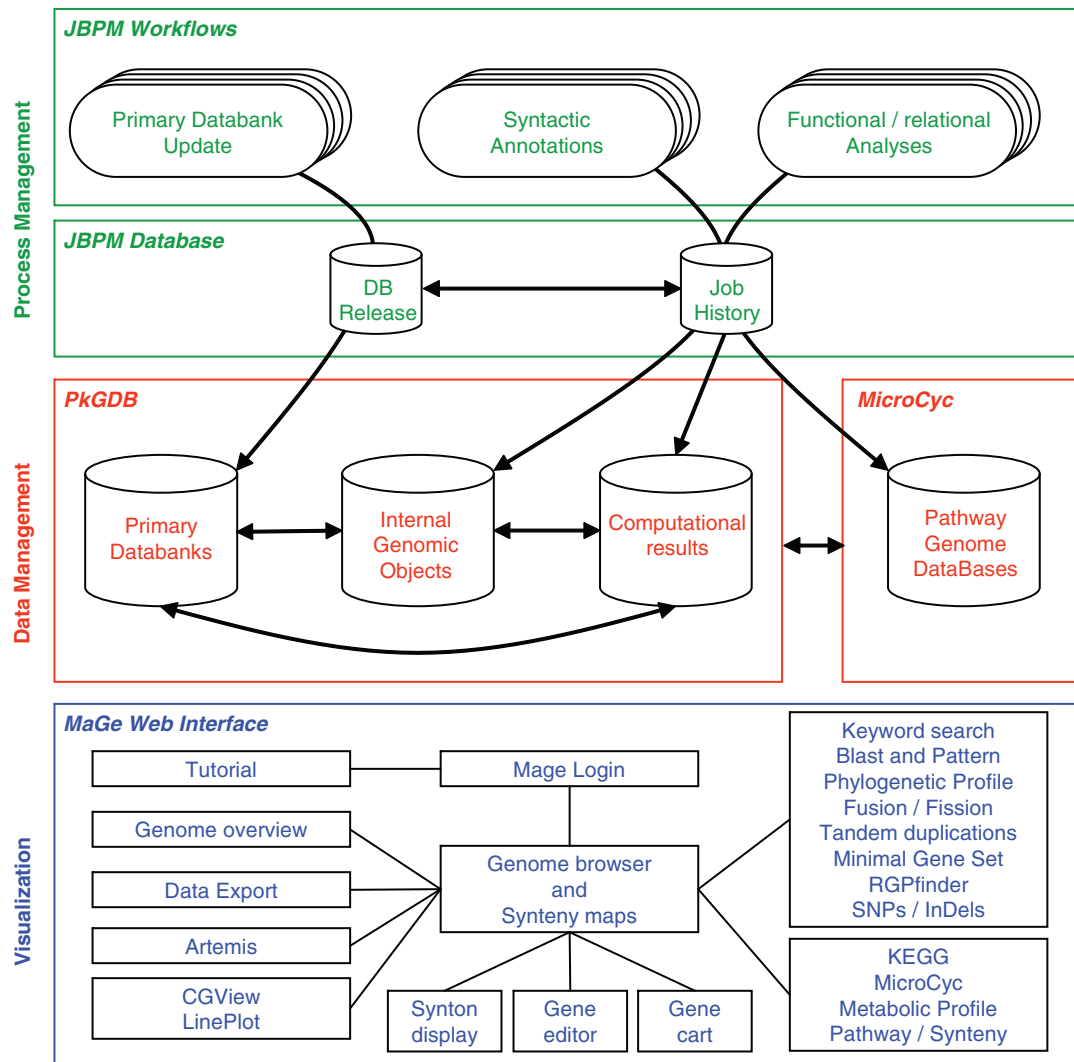 Process Management
JBPM Workflows
Primary Databank
Update
Syntactic
Annotations
Functional / relational
Analyses
JBPM Database
DB
Release
Job
History
Data Management
PkGDB
Primary
Databanks
Internal
Genomic
Objects
Computational
results
MicroCyc
Pathway
Genome
DataBases
Visualization
MaGe Web Interface
Tutorial
Mage Login
Genome overview
Data Export
Artemis
CGView
LinePlot
Genome browser
and
Synteny maps
Synton
display
Gene
editor
Gene
cart
Keyword search
Blast and Pattern
Phylogenetic Profile
Fusion / Fission
Tandem duplications
Minimal Gene Set
RGPfinder
SNPs / InDels
KEGG
MicroCyc
Metabolic Profile
Pathway / Synteny